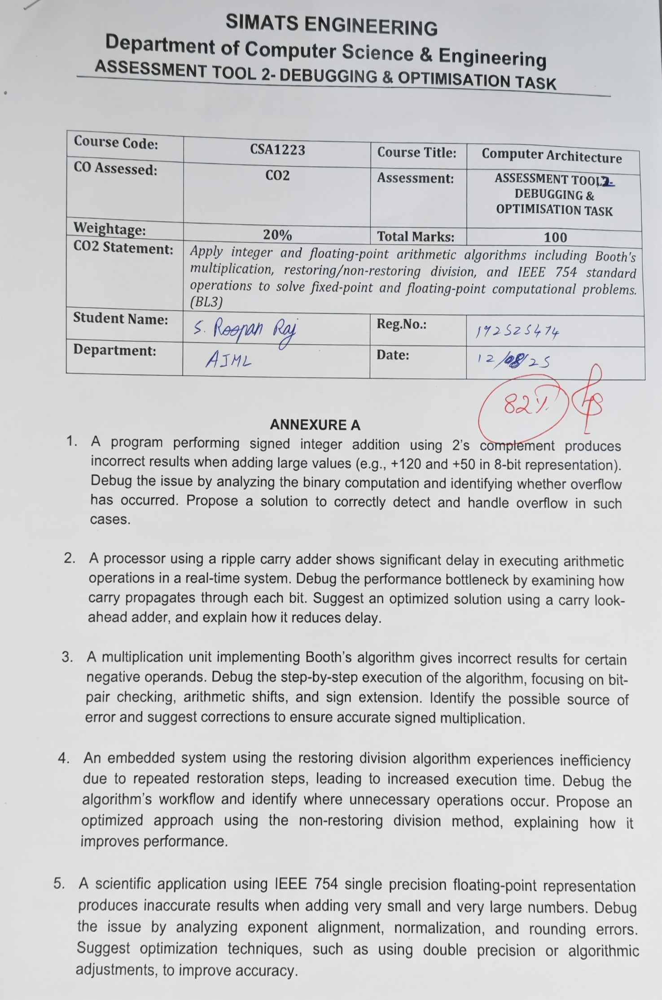 SIMATS ENGINEERING
Department of Computer Science & Engineering
ASSESSMENT TOOL 2- DEBUGGING & OPTIMISATION TASK
Course Code: CSA1223 Course Title: Computer Architecture
CO Assessed: CO2 Assessment: ASSESSMENT TOOL 2-
DEBUGGING &
OPTIMISATION TASK
Weightage: 20% Total Marks: 100
CO2 Statement: Apply integer and floating-point arithmetic algorithms including Booth's
multiplication, restoring/non-restoring division, and IEEE 754 standard
operations to solve fixed-point and floating-point computational problems.
(BL3)
Student Name: S. Roopan Raj Reg.No.: 192525474
Department: AIML Date: 12/08/25
82%
ANNEXURE A
1. A program performing signed integer addition using 2's complement produces
incorrect results when adding large values (e.g., +120 and +50 in 8-bit representation).
Debug the issue by analyzing the binary computation and identifying whether overflow
has occurred. Propose a solution to correctly detect and handle overflow in such
cases.
2. A processor using a ripple carry adder shows significant delay in executing arithmetic
operations in a real-time system. Debug the performance bottleneck by examining how
carry propagates through each bit. Suggest an optimized solution using a carry look-
ahead adder, and explain how it reduces delay.
3. A multiplication unit implementing Booth's algorithm gives incorrect results for certain
negative operands. Debug the step-by-step execution of the algorithm, focusing on bit-
pair checking, arithmetic shifts, and sign extension. Identify the possible source of
error and suggest corrections to ensure accurate signed multiplication.
4. An embedded system using the restoring division algorithm experiences inefficiency
due to repeated restoration steps, leading to increased execution time. Debug the
algorithm's workflow and identify where unnecessary operations occur. Propose an
optimized approach using the non-restoring division method, explaining how it
improves performance.
5. A scientific application using IEEE 754 single precision floating-point representation
produces inaccurate results when adding very small and very large numbers. Debug
the issue by analyzing exponent alignment, normalization, and rounding errors.
Suggest optimization techniques, such as using double precision or algorithmic
adjustments, to improve accuracy.